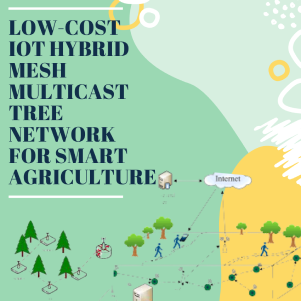 LOW-COST
IOT HYBRID
MESH
MULTICAST
TREE
NETWORK
FOR SMART
AGRICULTURE
Internet